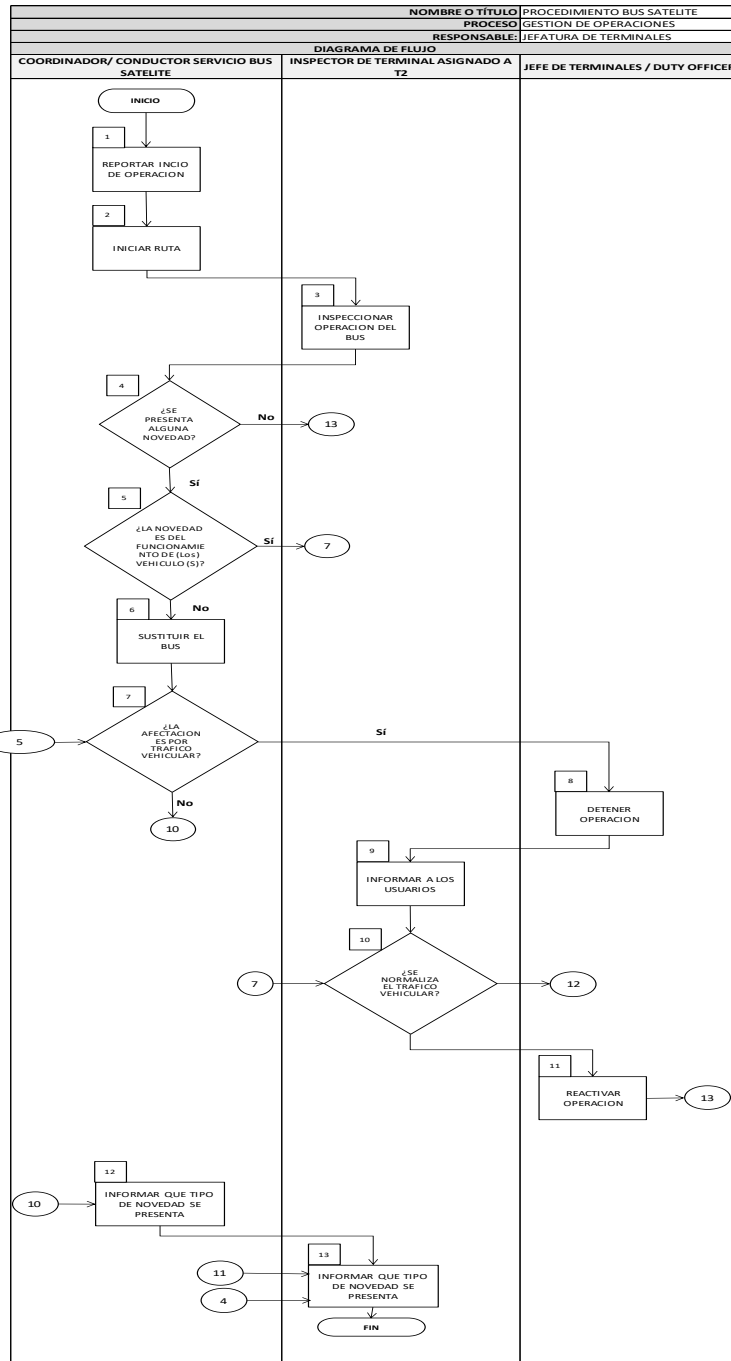 NOMBRE O TÍTULO PROCEDIMIENTO BUS SATELITE
PROCESO GESTION DE OPERACIONES
RESPONSABLE: JEFATURA DE TERMINALES
DIAGRAMA DE FLUJO
COORDINADOR/ CONDUCTOR SERVICIO BUS
SATELITE
INSPECTOR DE TERMINAL ASIGNADO A
T2
JEFE DE TERMINALES / DUTY OFFICER
INICIO
1
REPORTAR INCIO
DE OPERACION
2
INICIAR RUTA
3
INSPECCIONAR
OPERACION DEL
BUS
4
¿SE
PRESENTA
ALGUNA
NOVEDAD?
No
13
Sí
5
¿LA NOVEDAD
ES DEL
FUNCIONAMIE
NTO DE (Los)
VEHICULO (S)?
Sí
7
No
6
SUSTITUIR EL
BUS
7
¿LA
AFECTACION
ES POR
TRAFICO
VEHICULAR?
5
Sí
No
10
8
DETENER
OPERACION
9
INFORMAR A LOS
USUARIOS
10
¿SE
NORMALIZA
EL TRAFICO
VEHICULAR?
7
12
11
REACTIVAR
OPERACION
13
12
INFORMAR QUE TIPO
DE NOVEDAD SE
PRESENTA
10
13
INFORMAR QUE TIPO
DE NOVEDAD SE
PRESENTA
11
4
FIN